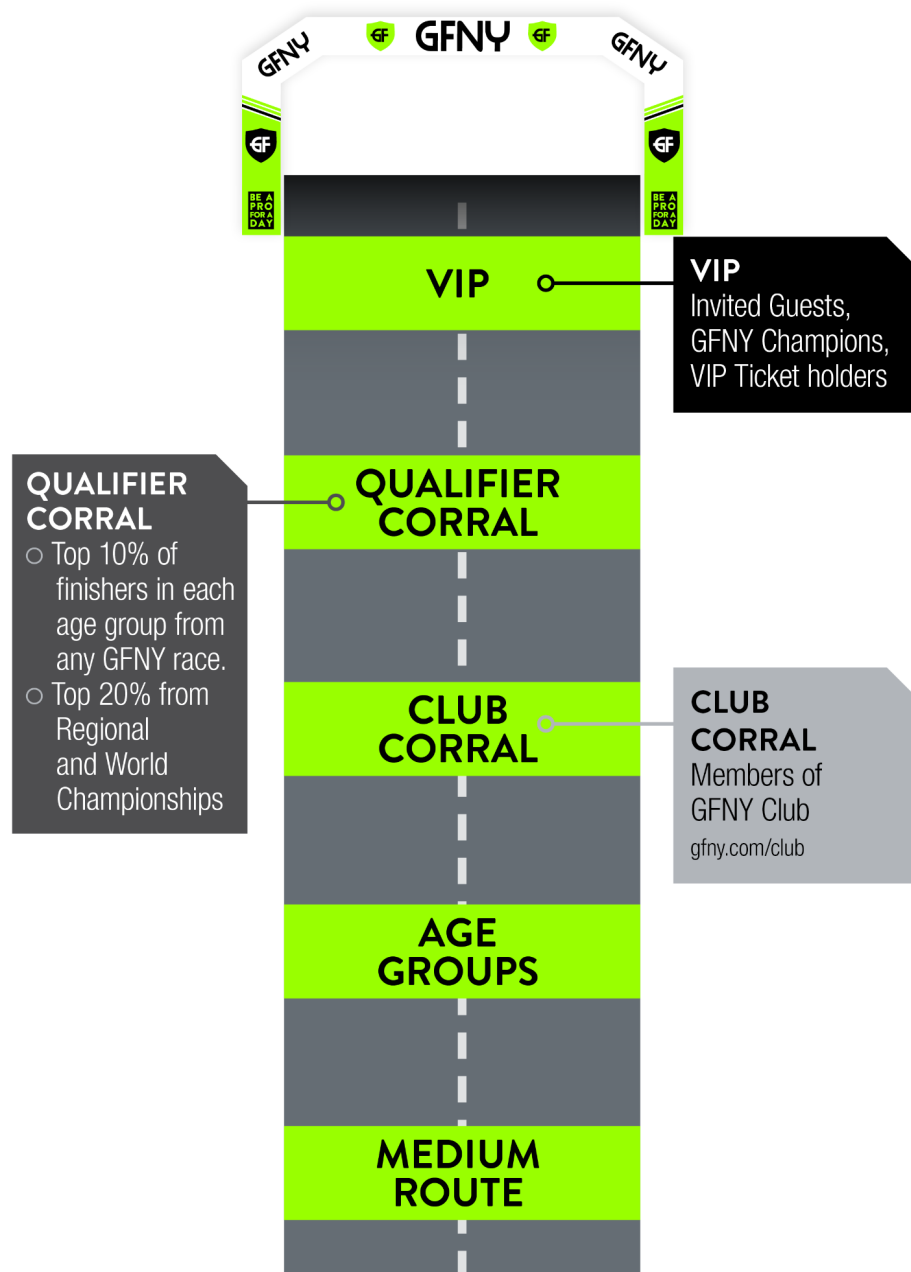 GFNY
GF
GFNY
GF
GFNY
GF
GF
BE A
PRO
FOR A
DAY
BE A
PRO
FOR A
DAY
VIP
VIP
Invited Guests,
GFNY Champions,
VIP Ticket holders
QUALIFIER
CORRAL
○ Top 10% of
finishers in each
age group from
any GFNY race.
○ Top 20% from
Regional
and World
Championships
QUALIFIER
CORRAL
CLUB
CORRAL
CLUB
CORRAL
Members of
GFNY Club
gfny.com/club
AGE
GROUPS
MEDIUM
ROUTE